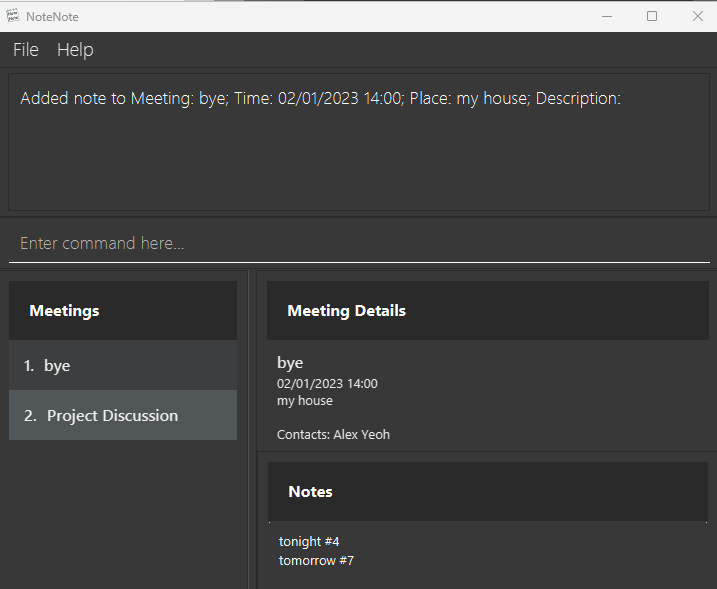 NoteNote
File Help
Added note to Meeting: bye; Time: 02/01/2023 14:00; Place: my house; Description:
Enter command here...
Meetings
1. bye
2. Project Discussion
Meeting Details
bye
02/01/2023 14:00
my house
Contacts: Alex Yeoh
Notes
tonight #4
tomorrow #7